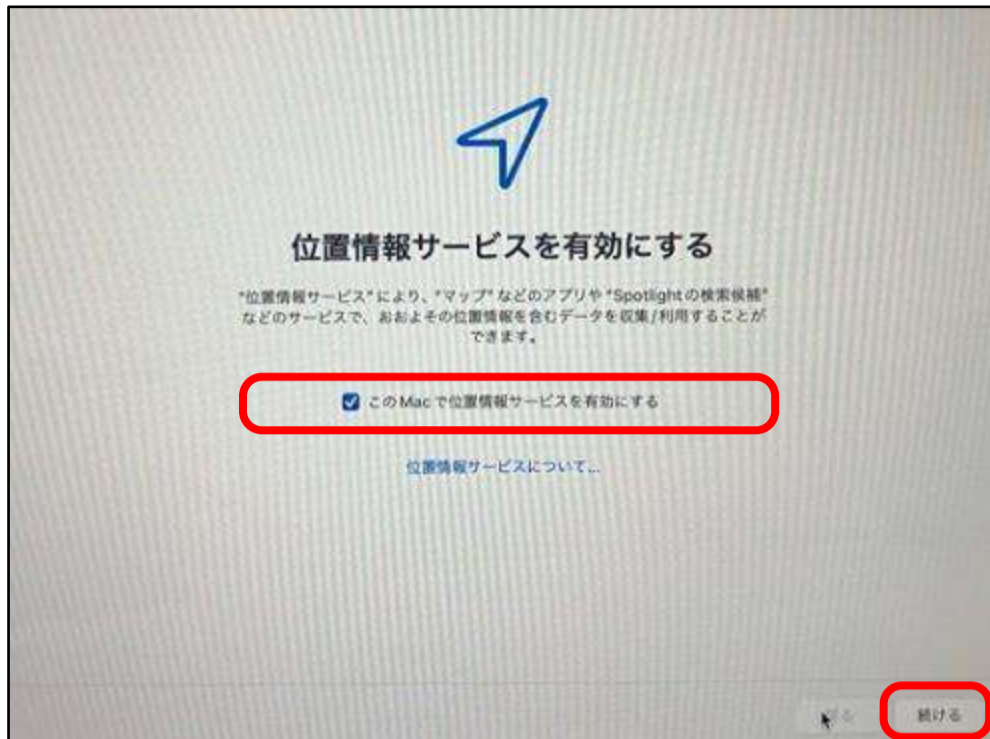 位置情報サービスを有効にする
"位置情報サービス"により、"マップ"などのアプリや"Spotlightの検索候補"
などのサービスで、おおよその位置情報を含むデータを収集/利用することが
できます。
このMacで位置情報サービスを有効にする
位置情報サービスについて...
続ける